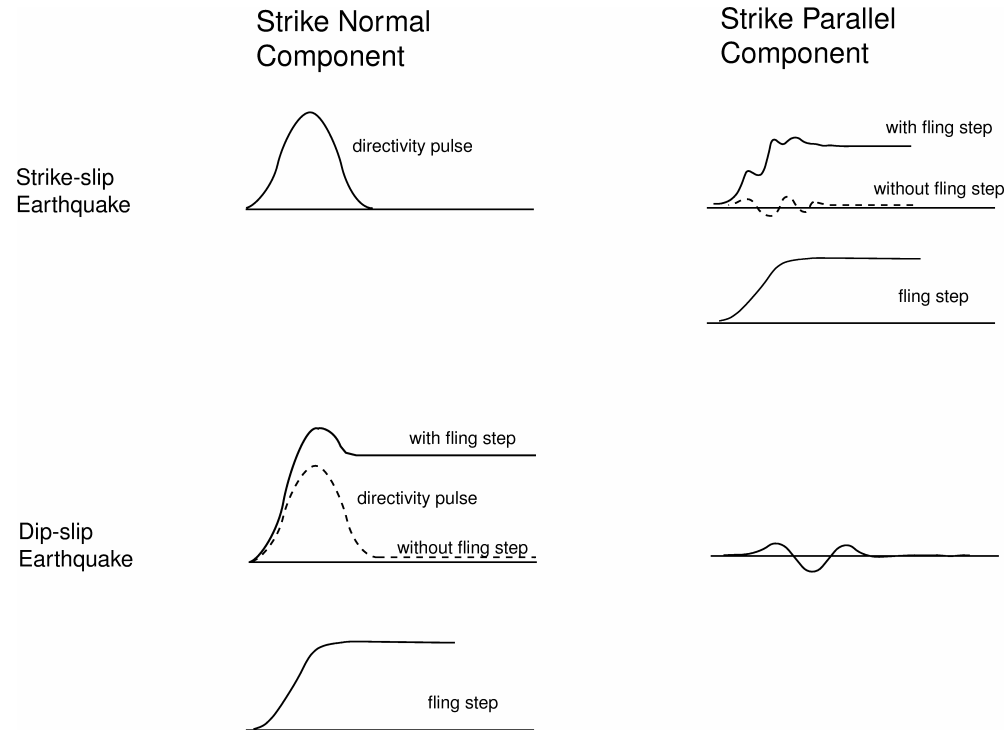 Strike Normal
Component
Strike Parallel
Component
Strike-slip
Earthquake
directivity pulse
with fling step
without fling step
fling step
Dip-slip
Earthquake
with fling step
directivity pulse
without fling step
fling step